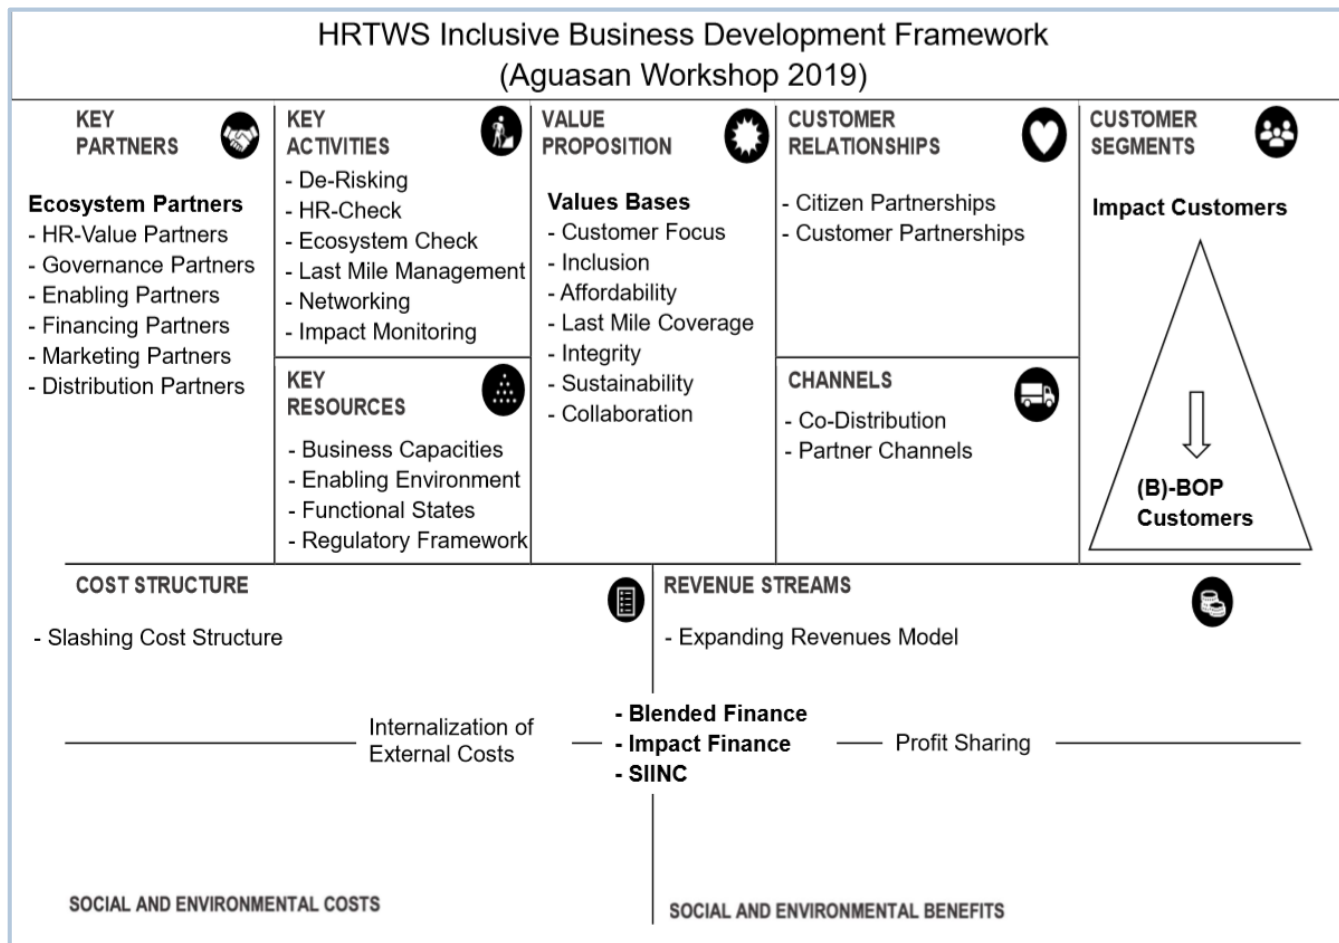 HRTWS Inclusive Business Development Framework
(Aguasan Workshop 2019)
KEY
PARTNERS
Ecosystem Partners
- HR-Value Partners
- Governance Partners
- Enabling Partners
- Financing Partners
- Marketing Partners
- Distribution Partners
KEY
ACTIVITIES
- De-Risking
- HR-Check
- Ecosystem Check
- Last Mile Management
- Networking
- Impact Monitoring
KEY
RESOURCES
- Business Capacities
- Enabling Environment
- Functional States
- Regulatory Framework
VALUE
PROPOSITION
Values Bases
- Customer Focus
- Inclusion
- Affordability
- Last Mile Coverage
- Integrity
- Sustainability
- Collaboration
CUSTOMER
RELATIONSHIPS
- Citizen Partnerships
- Customer Partnerships
CHANNELS
- Co-Distribution
- Partner Channels
CUSTOMER
SEGMENTS
Impact Customers
(B)-BOP
Customers
COST STRUCTURE
- Slashing Cost Structure
REVENUE STREAMS
- Expanding Revenues Model
Internalization of
External Costs
- Blended Finance
- Impact Finance
- SIINC
Profit Sharing
SOCIAL AND ENVIRONMENTAL COSTS
SOCIAL AND ENVIRONMENTAL BENEFITS